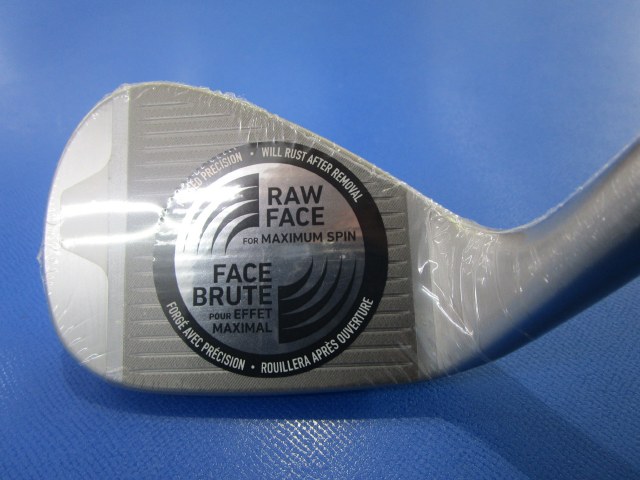 PRECISION • WILL RUST AFTER REMOVAL
RAW
FACE
FOR MAXIMUM SPIN
FACE
BRUTE
POUR EFFET
MAXIMAL
FORGÉ AVEC PRÉCISION • ROUILLERA APRÈS OUVERTURE